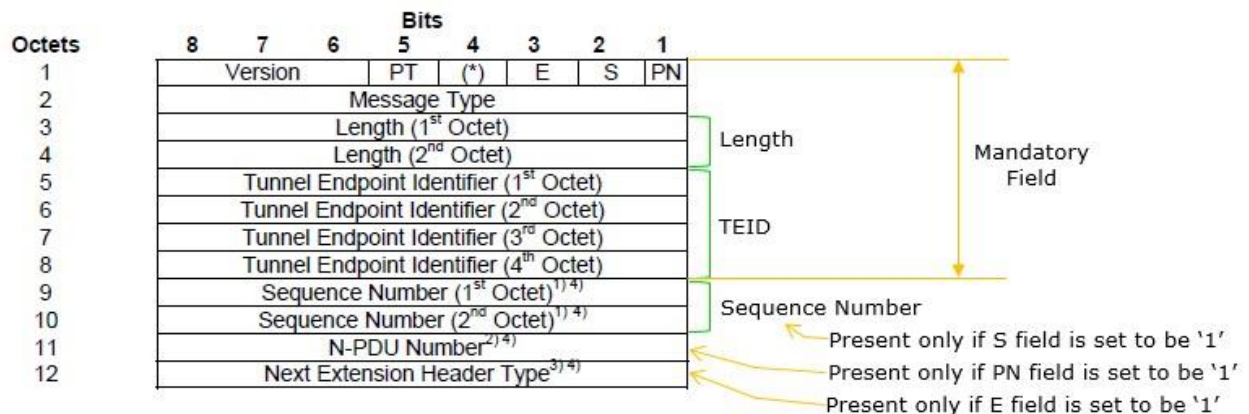 Bits
Octets 8 7 6 5 4 3 2 1
1 Version PT (*) E S PN
2 Message Type
3 Length (1st Octet)
4 Length (2nd Octet)
Length
5 Tunnel Endpoint Identifier (1st Octet)
6 Tunnel Endpoint Identifier (2nd Octet)
7 Tunnel Endpoint Identifier (3rd Octet)
8 Tunnel Endpoint Identifier (4th Octet)
TEID
Mandatory
Field
9 Sequence Number (1st Octet)1) 4)
10 Sequence Number (2nd Octet)1) 4)
Sequence Number
11 N-PDU Number2) 4)
12 Next Extension Header Type3) 4)
Present only if S field is set to be ‘1’
Present only if PN field is set to be ‘1’
Present only if E field is set to be ‘1’